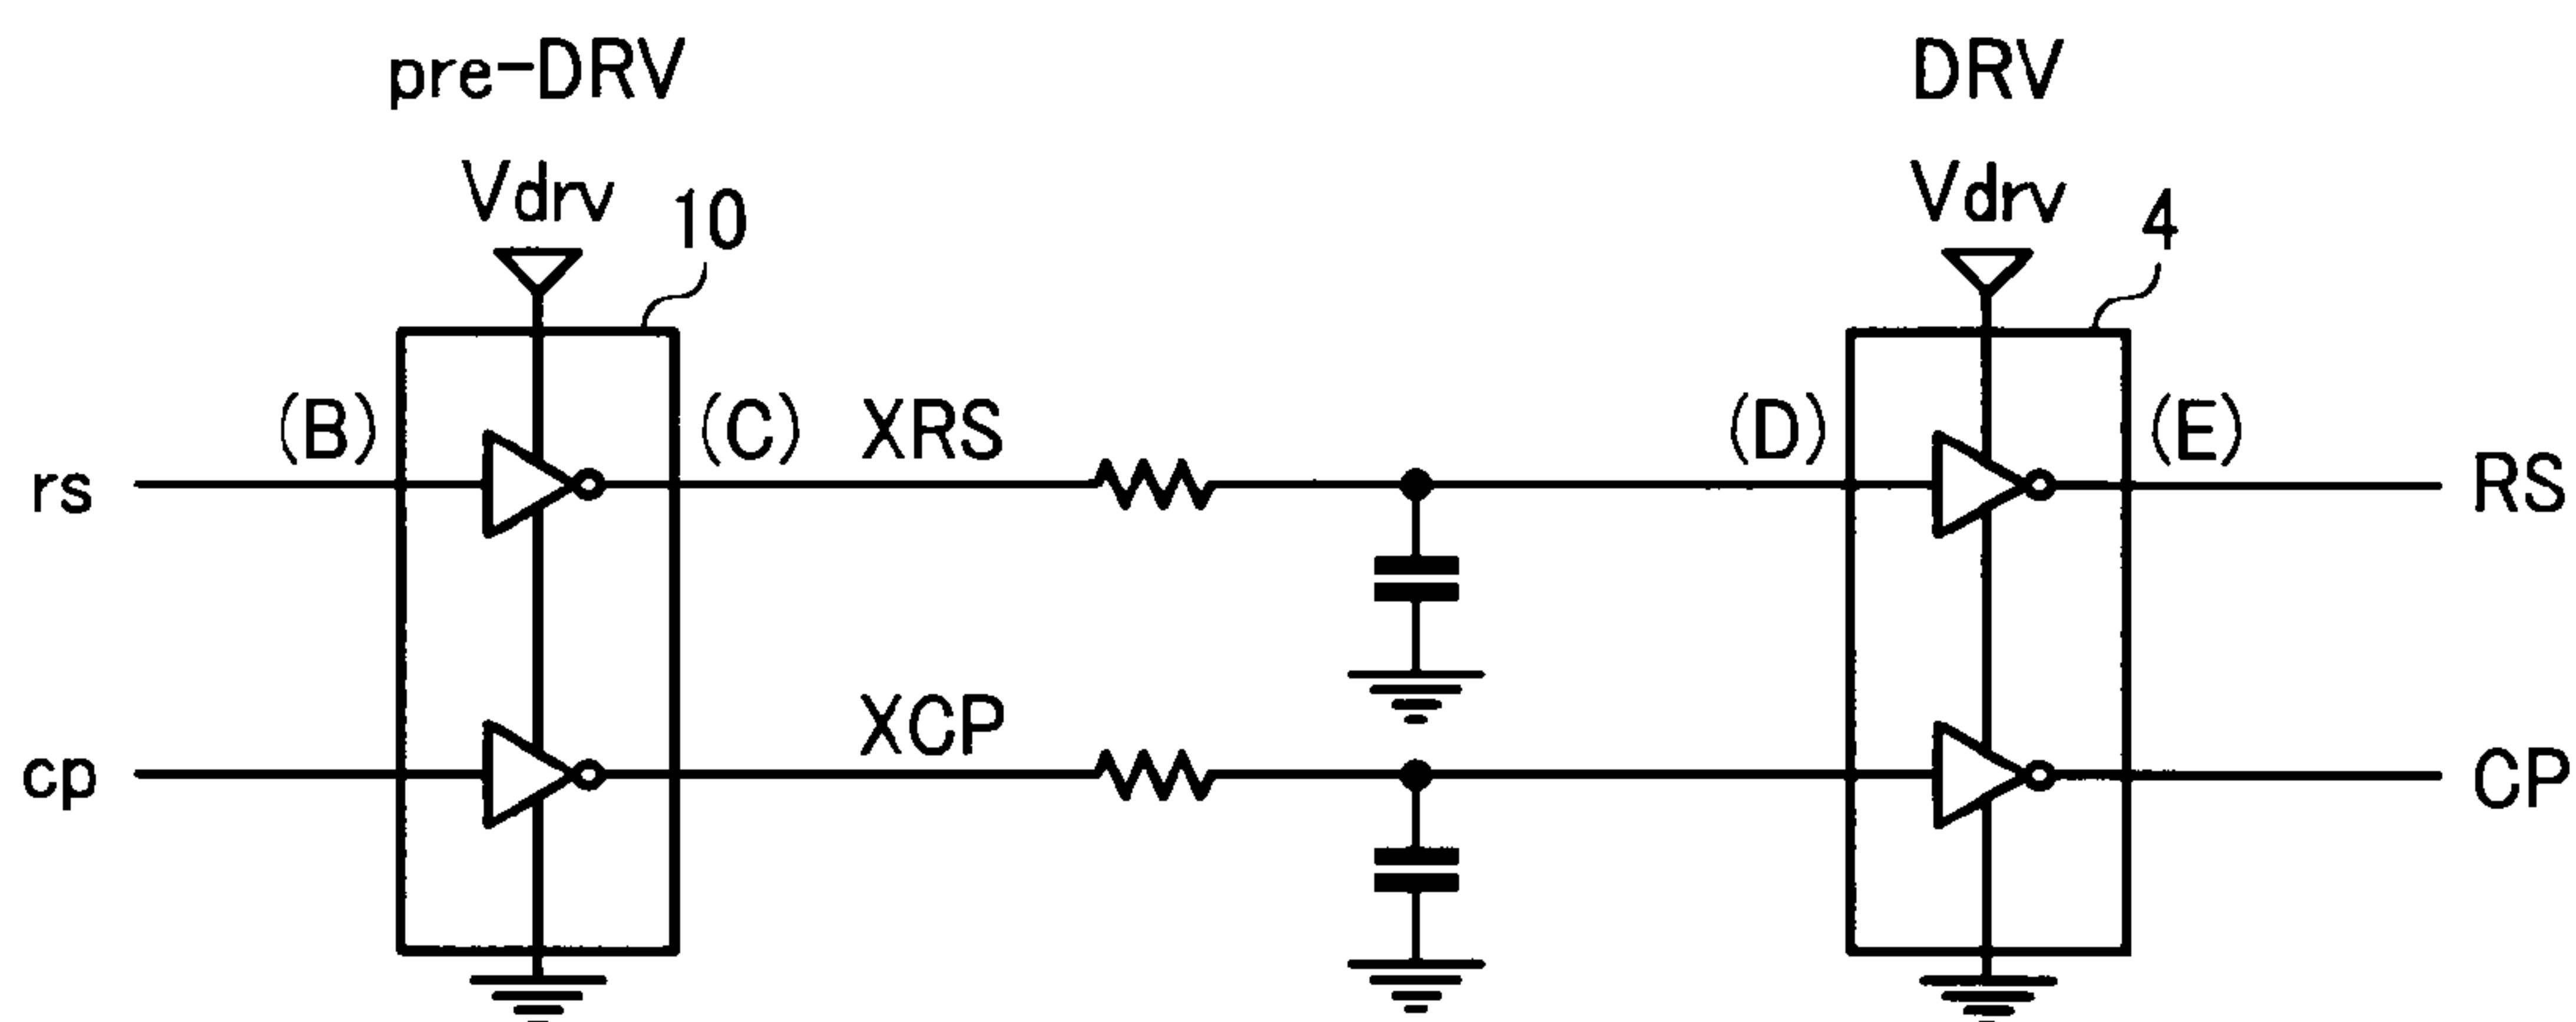 pre-DRV DRV
Vdrv 10 Vdrv 4
(B) (C) XRS (D) (E)
rs RS
XCP
cp CP